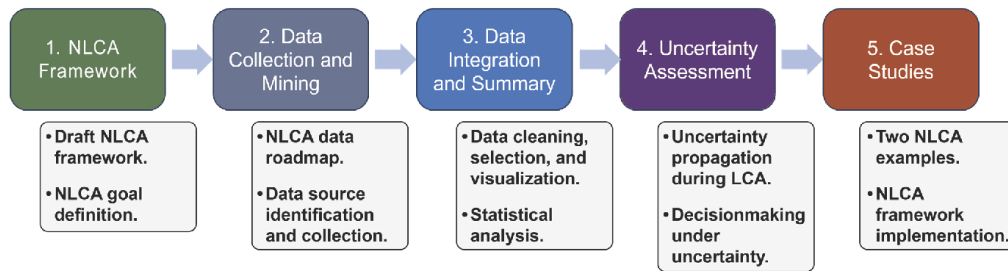 1. NLCA
Framework
2. Data
Collection and
Mining
3. Data
Integration
and Summary
4. Uncertainty
Assessment
5. Case
Studies
• Draft NLCA
framework.
• NLCA goal
definition.
• NLCA data
roadmap.
• Data source
identification
and collection.
• Data cleaning,
selection, and
visualization.
• Statistical
analysis.
• Uncertainty
propagation
during LCA.
• Decisionmaking
under
uncertainty.
• Two NLCA
examples.
• NLCA
framework
implementation.